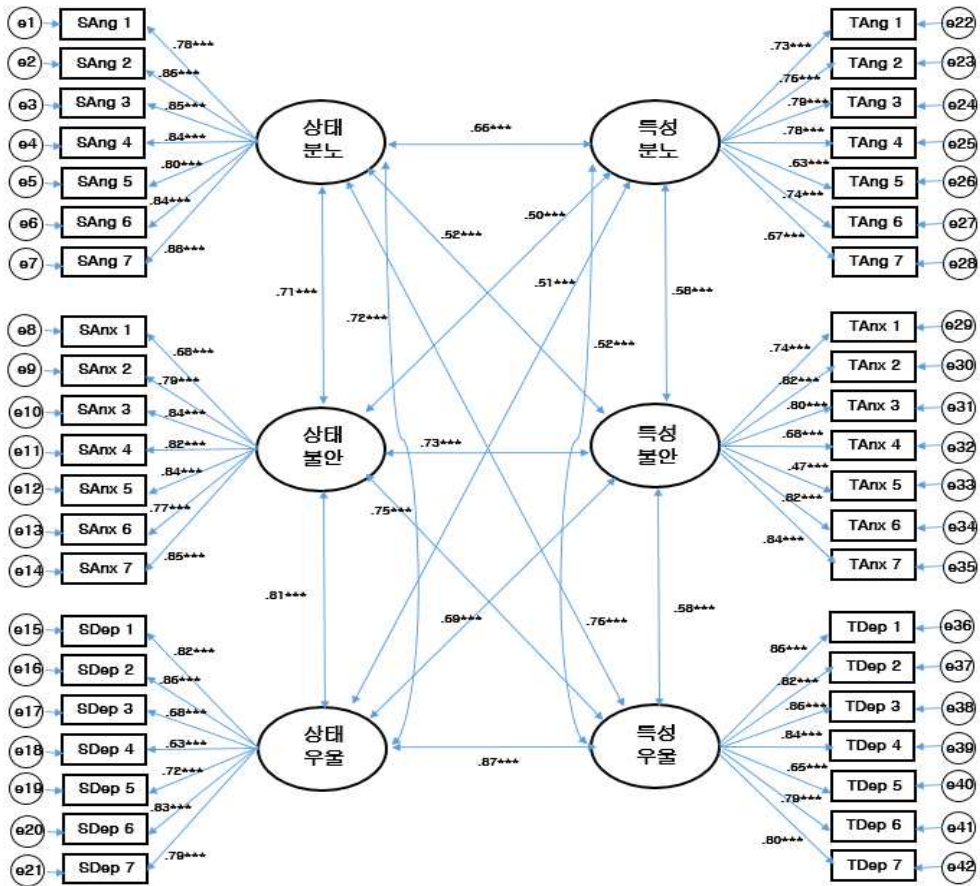 e1 SAng 1 .78***
e2 SAng 2 .86***
e3 SAng 3 .85***
e4 SAng 4 .84***
e5 SAng 5 .80***
e6 SAng 6 .84***
e7 SAng 7 .88***
상태
분노
.66***
특성
분노
.73*** TAng 1 e22
.76*** TAng 2 e23
.79*** TAng 3 e24
.78*** TAng 4 e25
.63*** TAng 5 e26
.74*** TAng 6 e27
.67*** TAng 7 e28
.50***
.52***
.51***
.71***
.72***
.58***
.52***
e8 SAnx 1 .68***
e9 SAnx 2 .79***
e10 SAnx 3 .84***
e11 SAnx 4 .82***
e12 SAnx 5 .84***
e13 SAnx 6 .77***
e14 SAnx 7 .85***
상태
불안
.73***
특성
불안
.74*** TAnx 1 e29
.82*** TAnx 2 e30
.80*** TAnx 3 e31
.68*** TAnx 4 e32
.47*** TAnx 5 e33
.82*** TAnx 6 e34
.84*** TAnx 7 e35
.75***
.81***
.69***
.76***
.58***
e15 SDep 1 .82***
e16 SDep 2 .86***
e17 SDep 3 .68***
e18 SDep 4 .63***
e19 SDep 5 .72***
e20 SDep 6 .83***
e21 SDep 7 .79***
상태
우울
.87***
특성
우울
86*** TDep 1 e36
.82*** TDep 2 e37
.86*** TDep 3 e38
.84*** TDep 4 e39
.65*** TDep 5 e40
.79*** TDep 6 e41
.80*** TDep 7 e42